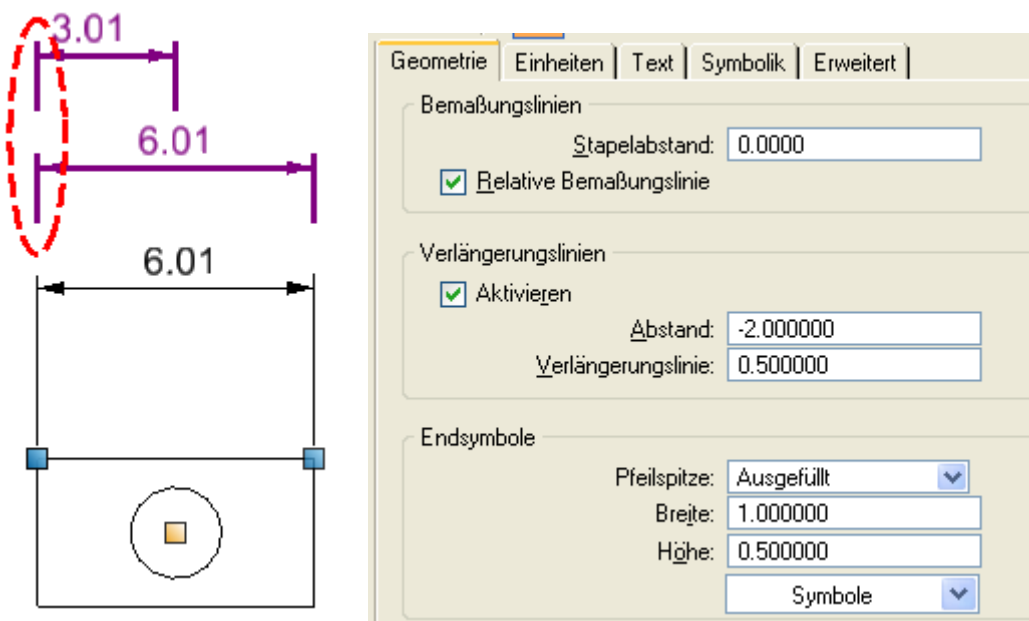 3.01
6.01
6.01
Geometrie Einheiten Text Symbolik Erweitert
Bemaßungslinien
Stapelabstand: 0.0000
Relative Bemaßungslinie
Verlängerungslinien
Aktivieren
Abstand: -2.000000
Verlängerungslinie: 0.500000
Endsymbole
Pfeilspitze: Ausgefüllt
Breite: 1.000000
Höhe: 0.500000
Symbole